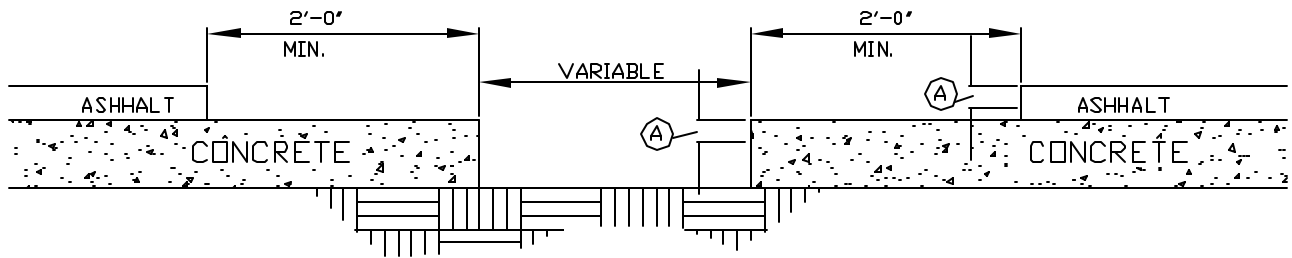 2'-0"
MIN.
VARIABLE
2'-0"
MIN.
ASHHALT
A
A
ASHHALT
CONCRETE
CONCRETE